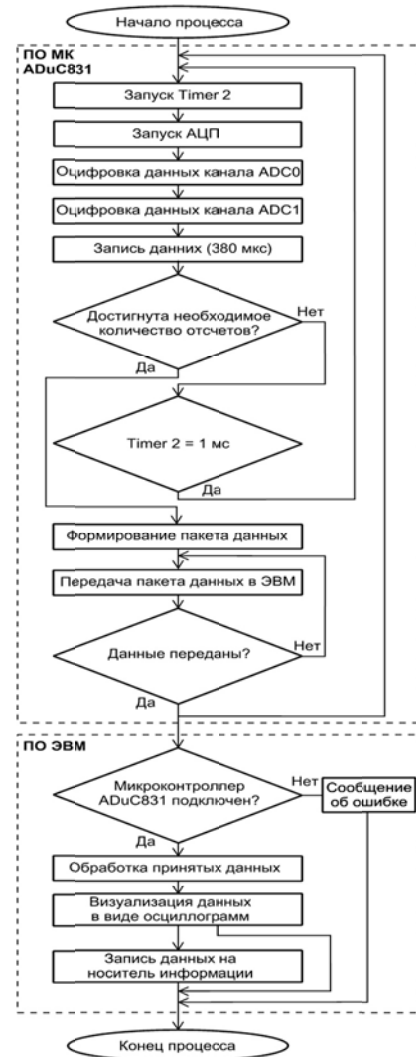 Начало процесса
ПО МК
ADuC831
Запуск Timer 2
Запуск АЦП
Оцифровка данных канала ADC0
Оцифровка данных канала ADC1
Запись данних (380 мкс)
Достигнута необходимое
количество отсчетов?
Нет
Да
Timer 2 = 1 мс
Да
Формирование пакета данных
Передача пакета данных в ЭВМ
Данные переданы?
Нет
Да
ПО ЭВМ
Микроконтроллер
ADuC831 подключен?
Нет
Сообщение
об ошибке
Да
Обработка принятых данных
Визуализация данных
в виде осциллограмм
Запись данных на
носитель информации
Конец процесса